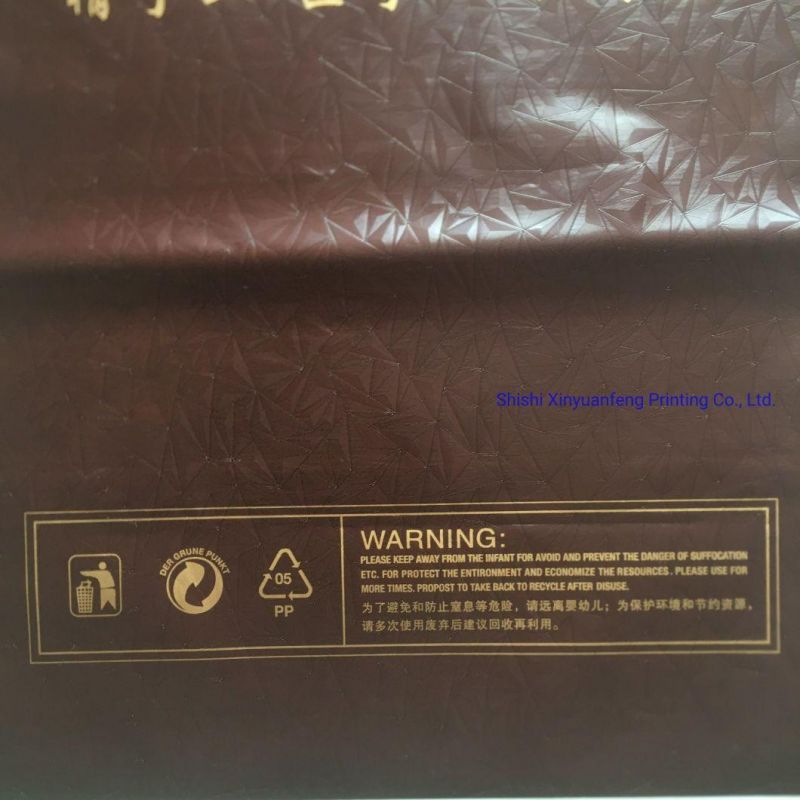 Shishi Xinyuanfeng Printing Co., Ltd.
DER GRUNE PUNKT
05
PP
WARNING:
PLEASE KEEP AWAY FROM THE INFANT FOR AVOID AND PREVENT THE DANGER OF SUFFOCATION
ETC. FOR PROTECT THE ENTIRONMENT AND ECONOMIZE THE RESOURCES. PLEASE USE FOR
MORE TIMES. PROPOST TO TAKE BACK TO RECYCLE AFTER DISUSE.
为了避免和防止窒息等危险，请远离婴幼儿；为保护环境和节约资源，
请多次使用废弃后建议回收再利用。